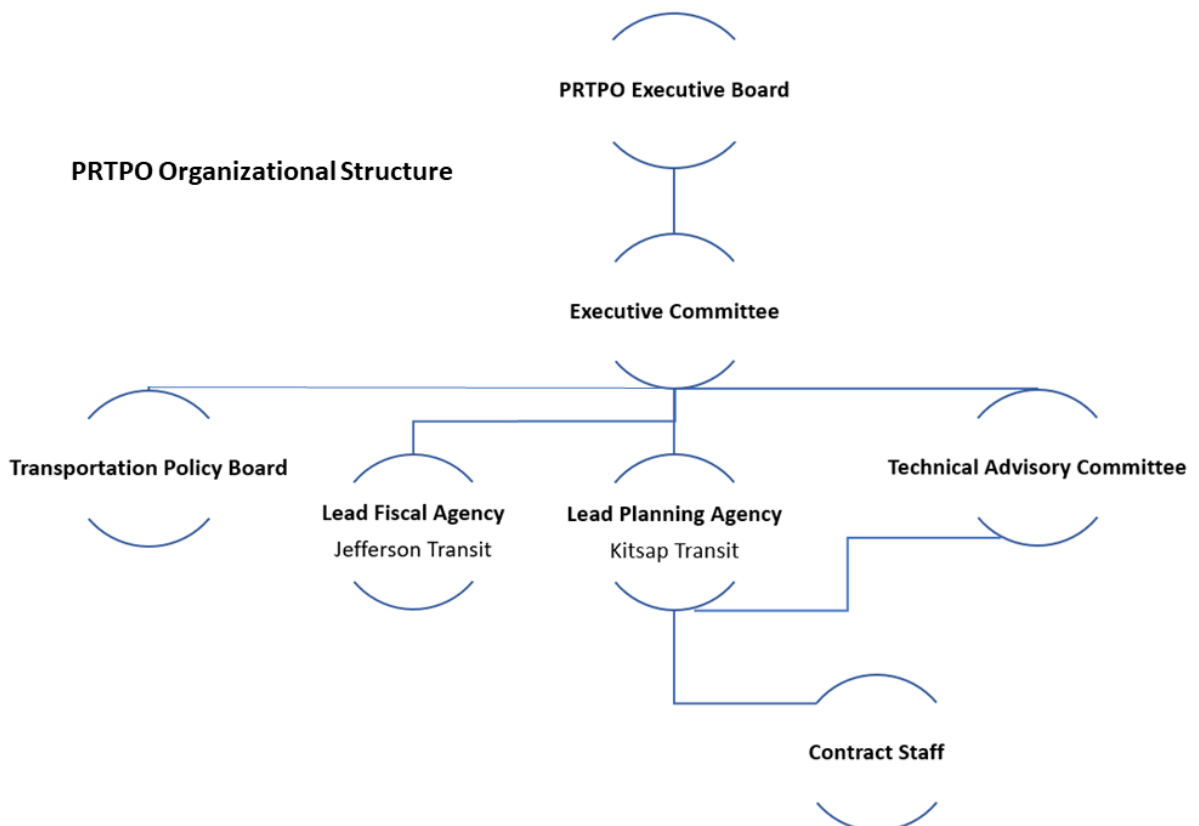 PRTPO Executive Board
PRTPO Organizational Structure
Executive Committee
Transportation Policy Board
Technical Advisory Committee
Lead Fiscal Agency
Jefferson Transit
Lead Planning Agency
Kitsap Transit
Contract Staff